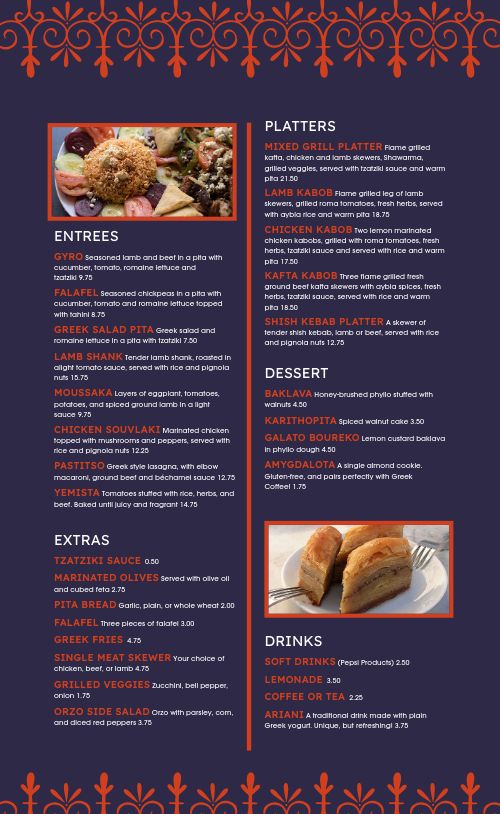 ENTREES
GYRO Seasoned lamb and beef in a pita with
cucumber, tomato, romaine lettuce and
tzatziki 9.75
FALAFEL Seasoned chickpeas in a pita with
cucumber, tomato and romaine lettuce topped
with tahini 8.75
GREEK SALAD PITA Greek salad and
romaine lettuce in a pita with tzatziki 7.50
LAMB SHANK Tender lamb shank, roasted in
alight tomato sauce, served with rice and pignola
nuts 15.75
MOUSSAKA Layers of eggplant, tomatoes,
potatoes, and spiced ground lamb in a light
sauce 9.75
CHICKEN SOUVLAKI Marinated chicken
topped with mushrooms and peppers, served with
rice and pignola nuts 12.25
PASTITSO Greek style lasagna, with elbow
macaroni, ground beef and béchamel sauce 12.75
YEMISTA Tomatoes stuffed with rice, herbs, and
beef. Baked until juicy and fragrant 14.75
EXTRAS
TZATZIKI SAUCE 0.50
MARINATED OLIVES Served with olive oil
and cubed feta 2.75
PITA BREAD Garlic, plain, or whole wheat 2.00
FALAFEL Three pieces of falafel 3.00
GREEK FRIES 4.75
SINGLE MEAT SKEWER Your choice of
chicken, beef, or lamb 4.75
GRILLED VEGGIES Zucchini, bell pepper,
onion 1.75
ORZO SIDE SALAD Orzo with parsley, corn,
and diced red peppers 3.75
PLATTERS
MIXED GRILL PLATTER Flame grilled
kafta, chicken and lamb skewers, Shawarma,
grilled veggies, served with tzatziki sauce and warm
pita 21.50
LAMB KABOB Flame grilled leg of lamb
skewers, grilled roma tomatoes, fresh herbs, served
with aybla rice and warm pita 18.75
CHICKEN KABOB Two lemon marinated
chicken kabobs, grilled with roma tomatoes, fresh
herbs, tzatziki sauce and served with rice and warm
pita 17.50
KAFTA KABOB Three flame grilled fresh
ground beef kafta skewers with aybla spices, fresh
herbs, tzatziki sauce, served with rice and warm
pita 18.50
SHISH KEBAB PLATTER A skewer of
tender shish kebab, lamb or beef, served with rice
and pignola nuts 12.75
DESSERT
BAKLAVA Honey-brushed phyllo stuffed with
walnuts 4.50
KARITHOPITA Spiced walnut cake 3.50
GALATO BOUREKO Lemon custard baklava
in phyllo dough 4.50
AMYGDALOTA A single almond cookie.
Gluten-free, and pairs perfectly with Greek
Coffee! 1.75
DRINKS
SOFT DRINKS (Pepsi Products) 2.50
LEMONADE 3.50
COFFEE OR TEA 2.25
ARIANI A traditional drink made with plain
Greek yogurt. Unique, but refreshing! 3.75